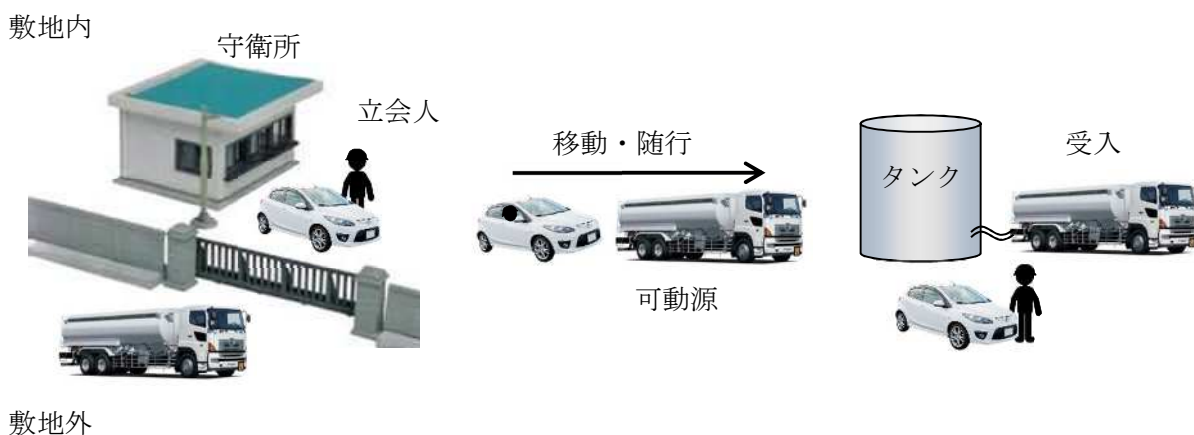 敷地内
守衛所
立会人
移動・随行
可動源
タンク
受入
敷地外